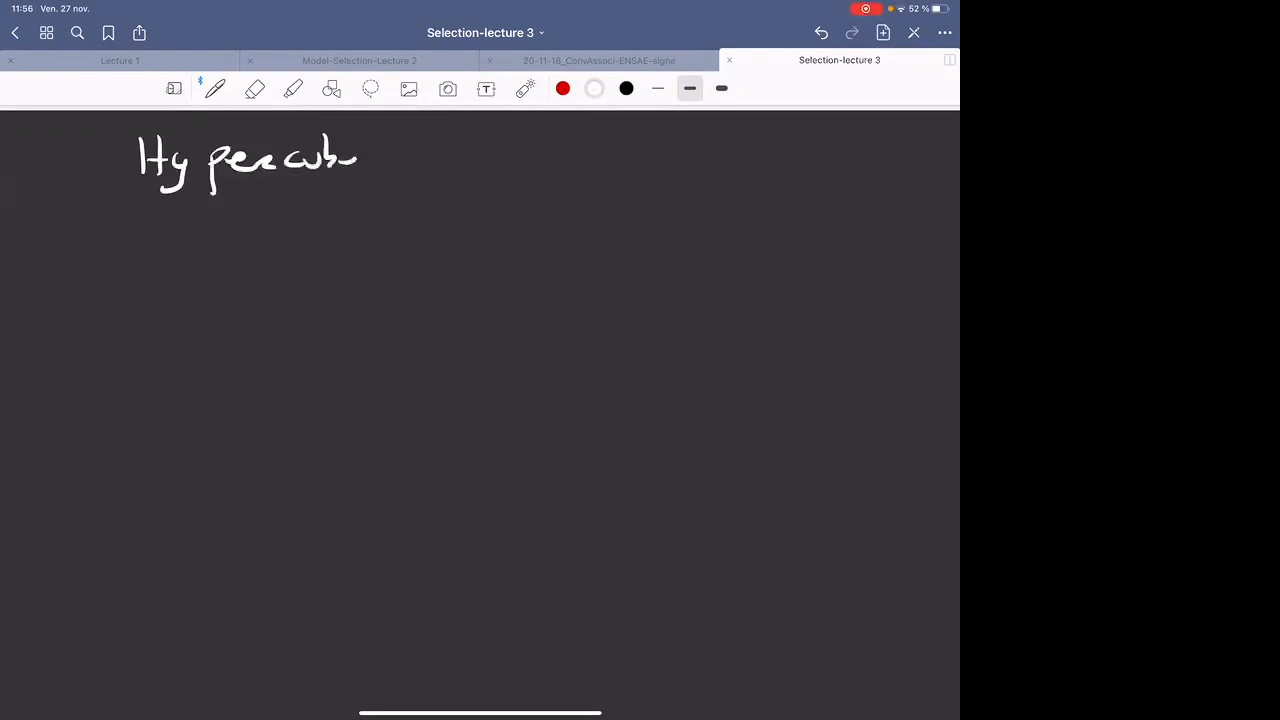 11:56 Ven. 27 nov. 52 %
Selection-lecture 3
Lecture 1 Model-Selection-Lecture 2 20-11-18_ConvAssoci-ENSAE-signe Selection-lecture 3
T
Hypercub